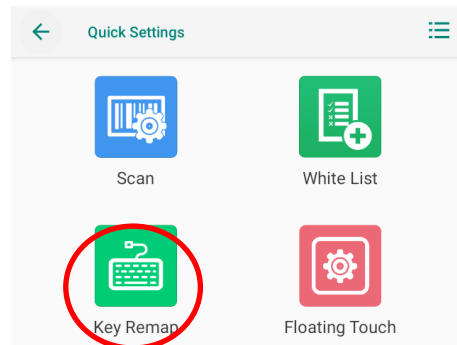 Quick Settings
Scan
White List
Key Remap
Floating Touch